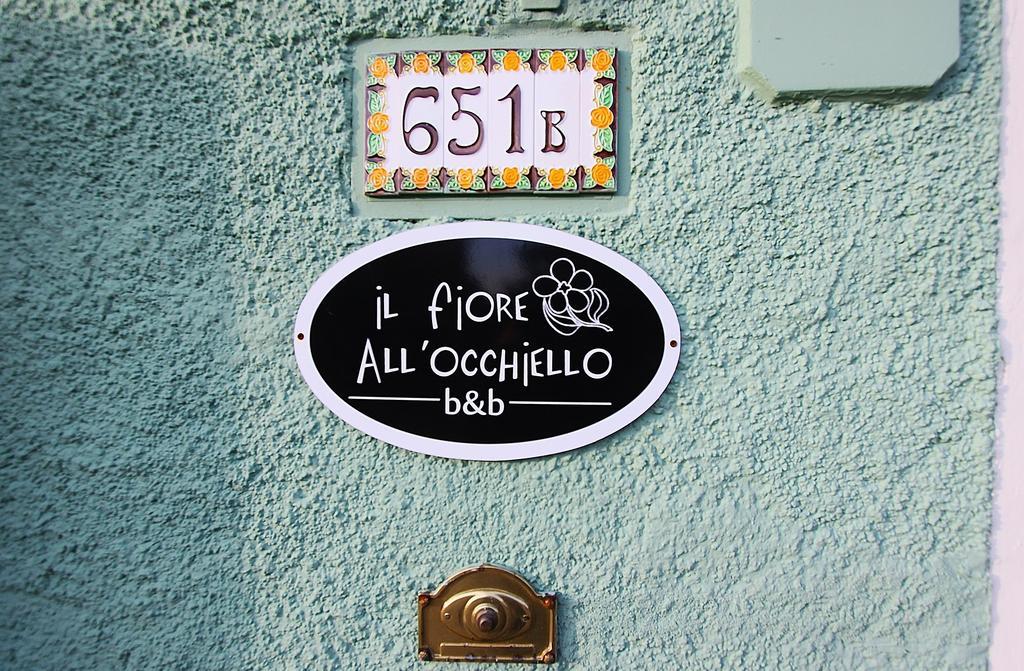 651B
iL fiORE
ALL'OCCHiELLO
b&b